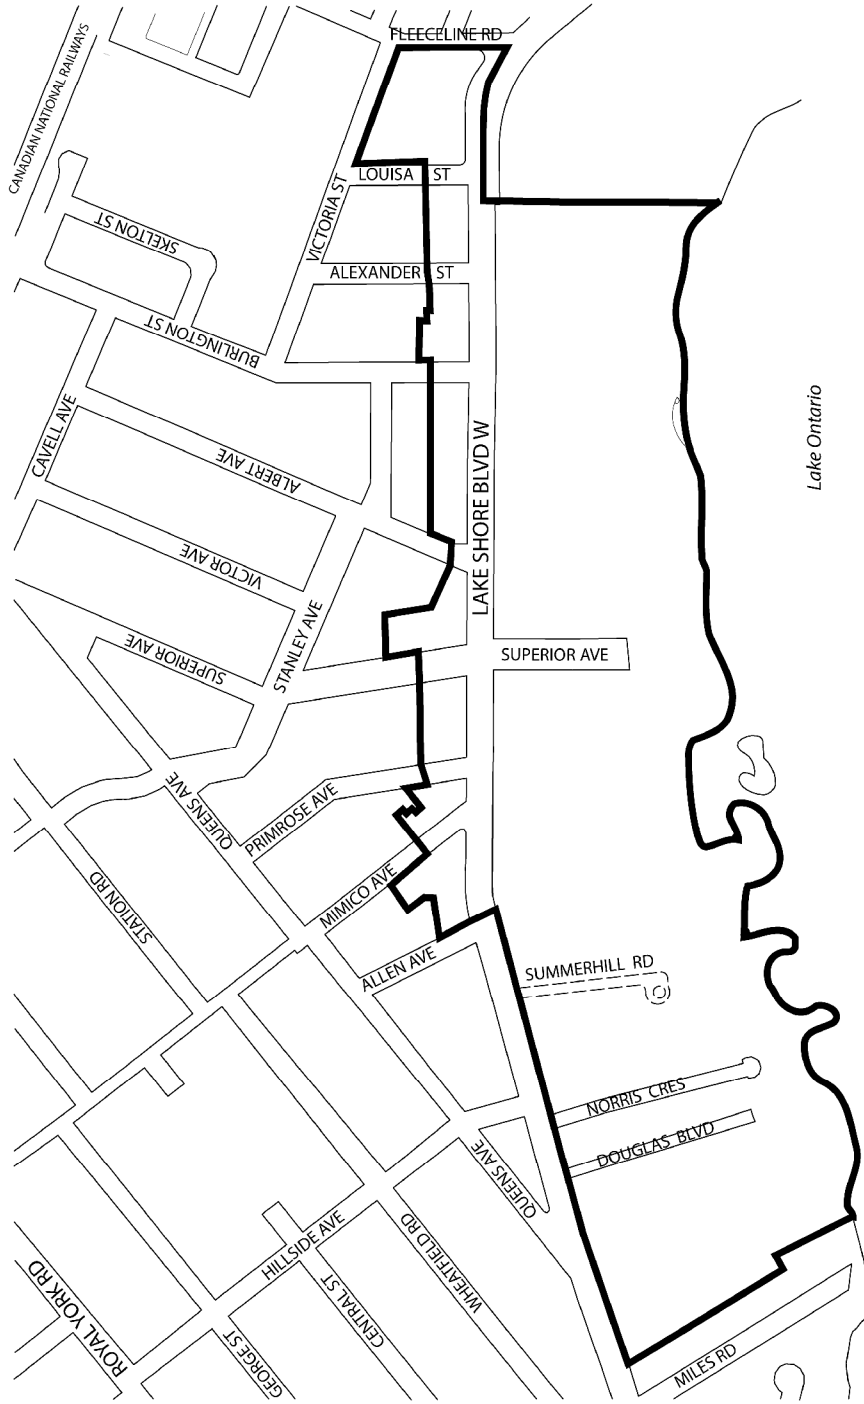 FLEECELINE RD
CANADIAN NATIONAL RAILWAYS
LOUISA ST
VICTORIA ST
SKELTON ST
ALEXANDER ST
BURLINGTON ST
CAVELL AVE
Lake Ontario
ALBERT AVE
LAKE SHORE BLVD W
VICTOR AVE
STANLEY AVE
SUPERIOR AVE
SUPERIOR AVE
QUEENS AVE
PRIMROSE AVE
MIMICO AVE
STATION RD
ALLEN AVE
SUMMERHILL RD
NORRIS CRES
DOUGLAS BLVD
QUEENS AVE
HILLSIDE AVE
WHEATFIELD RD
ROYAL YORK RD
CENTRAL ST
GEORGE ST
MILES RD